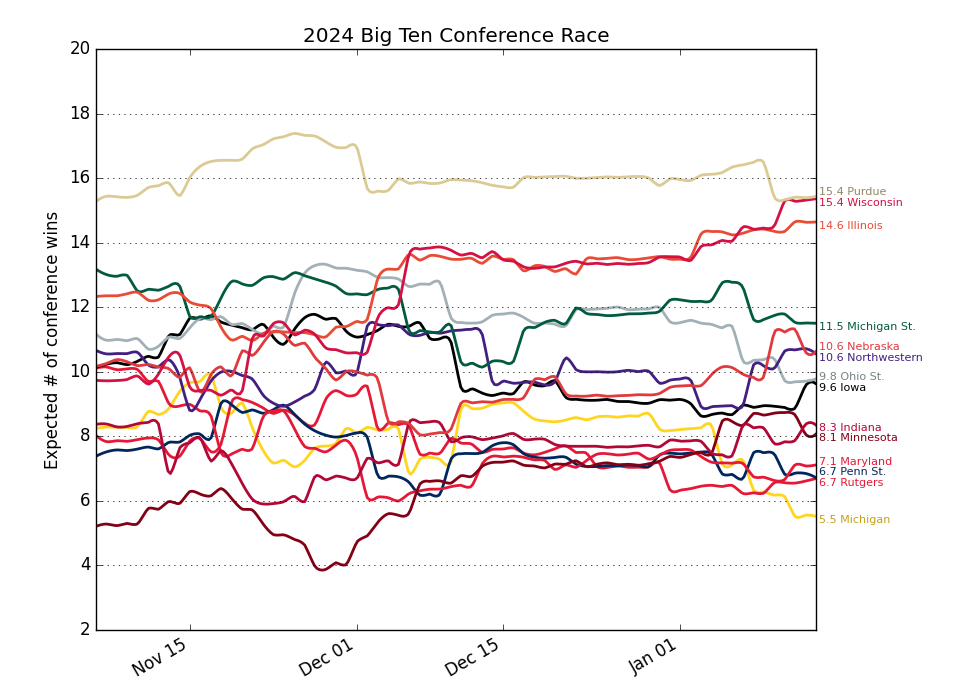 2024 Big Ten Conference Race
Expected # of conference wins
20
18
16
14
12
10
8
6
4
2
Nov 15
Dec 01
Dec 15
Jan 01
15.4 Purdue
15.4 Wisconsin
14.6 Illinois
11.5 Michigan St.
10.6 Nebraska
10.6 Northwestern
9.8 Ohio St.
9.6 Iowa
8.3 Indiana
8.1 Minnesota
7.1 Maryland
6.7 Penn St.
6.7 Rutgers
5.5 Michigan